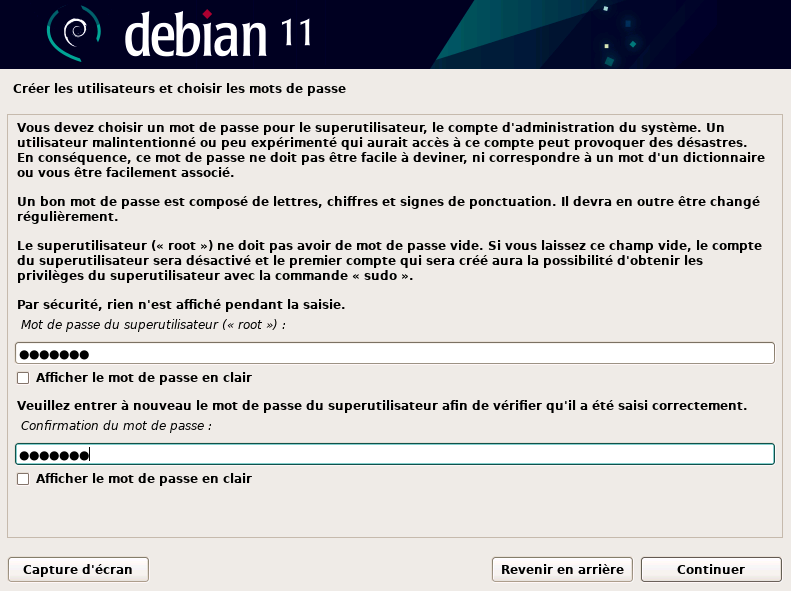 debian 11
Créer les utilisateurs et choisir les mots de passe
Vous devez choisir un mot de passe pour le superutilisateur, le compte d'administration du système. Un
utilisateur malintentionné ou peu expérimenté qui aurait accès à ce compte peut provoquer des désastres.
En conséquence, ce mot de passe ne doit pas être facile à deviner, ni correspondre à un mot d'un dictionnaire
ou vous être facilement associé.
Un bon mot de passe est composé de lettres, chiffres et signes de ponctuation. Il devra en outre être changé
régulièrement.
Le superutilisateur (« root ») ne doit pas avoir de mot de passe vide. Si vous laissez ce champ vide, le compte
du superutilisateur sera désactivé et le premier compte qui sera créé aura la possibilité d'obtenir les
privilèges du superutilisateur avec la commande « sudo ».
Par sécurité, rien n'est affiché pendant la saisie.
Mot de passe du superutilisateur (« root ») :
●●●●●●●
Afficher le mot de passe en clair
Veuillez entrer à nouveau le mot de passe du superutilisateur afin de vérifier qu'il a été saisi correctement.
Confirmation du mot de passe :
●●●●●●●
Afficher le mot de passe en clair
Capture d'écran
Revenir en arrière
Continuer